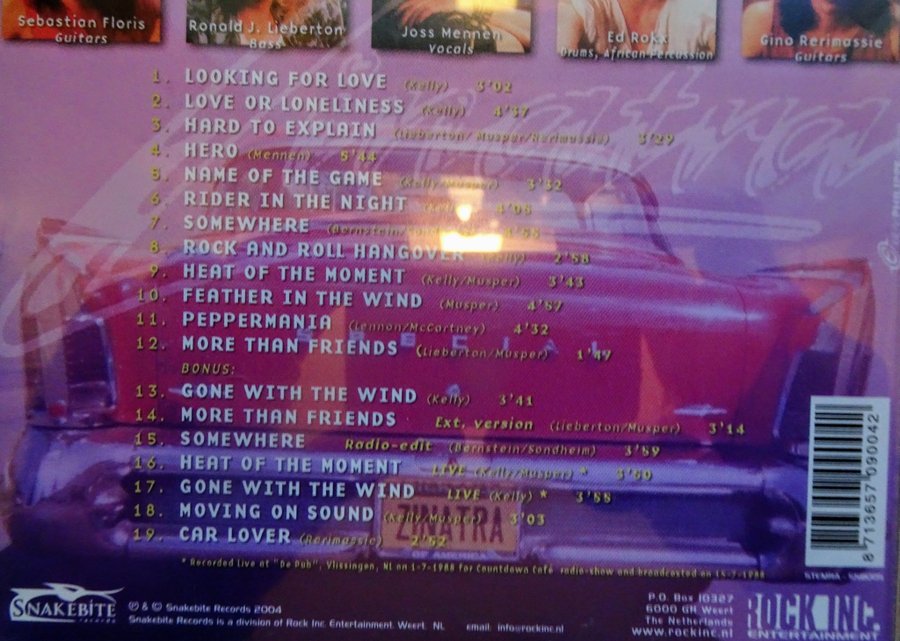 Sebastian Floris
Guitars
Ronald J. Lieberton
Bass
Joss Mennen
Vocals
Ed Rokx
Drums, African Percussion
Gino Rerimassie
Guitars
1. LOOKING FOR LOVE (Kelly) 3'02
2. LOVE OR LONELINESS (Kelly) 4'37
3. HARD TO EXPLAIN (Lieberton/Musper/Rerimassie) 3'29
4. HERO (Mennen) 5'44
5. NAME OF THE GAME (Kelly/Musper) 3'32
6. RIDER IN THE NIGHT 4'05
7. SOMEWHERE (Bernstein/
8. ROCK AND ROLL HANGOVER (Kelly) 2'58
9. HEAT OF THE MOMENT (Kelly/Musper) 3'43
10. FEATHER IN THE WIND (Musper) 4'57
11. PEPPERMANIA (Lennon/McCartney) 4'32
12. MORE THAN FRIENDS (Lieberton/Musper) 1'49
BONUS:
13. GONE WITH THE WIND (Kelly) 3'41
14. MORE THAN FRIENDS Ext. version (Lieberton/Musper) 3'14
15. SOMEWHERE Radio-edit (Bernstein/Sondheim) 3'59
16. HEAT OF THE MOMENT LIVE (Kelly/Musper) * 3'50
17. GONE WITH THE WIND LIVE (Kelly) * 3'55
18. MOVING ON SOUND (Kelly/Musper) 3'03
19. CAR LOVER (Rerimassie) 2'52
ZINATRA
* Recorded Live at "De Pub", Vlissingen, NL on 1-7-1988 for Countdown Café radio-show and broadcasted on 15-7-1988
8 713657 090042
STEMRA
SNAKEBITE
records
℗ & © Snakebite Records 2004
Snakebite Records is a division of Rock Inc. Entertainment. Weert. NL email: info@rockinc.nl
P.O. Box 10327
6000 GH Weert
The Netherlands
www.rockinc.nl
ROCK INC.
ENTERTAINMENT